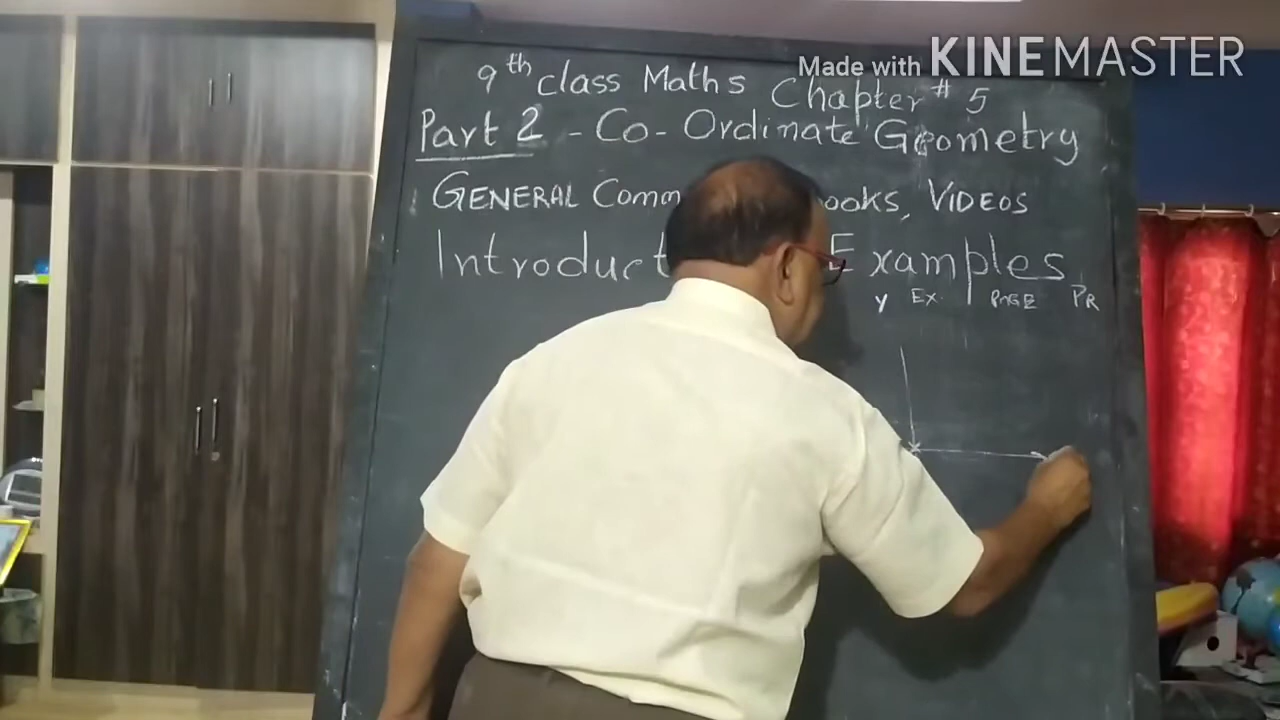 Made with KINEMASTER
9th class Maths Chapter # 5
Part 2 - Co-Ordinate Geometry
GENERAL Comm ooks, VIDEOS
Introduct Examples
Y EX. PAGE PR